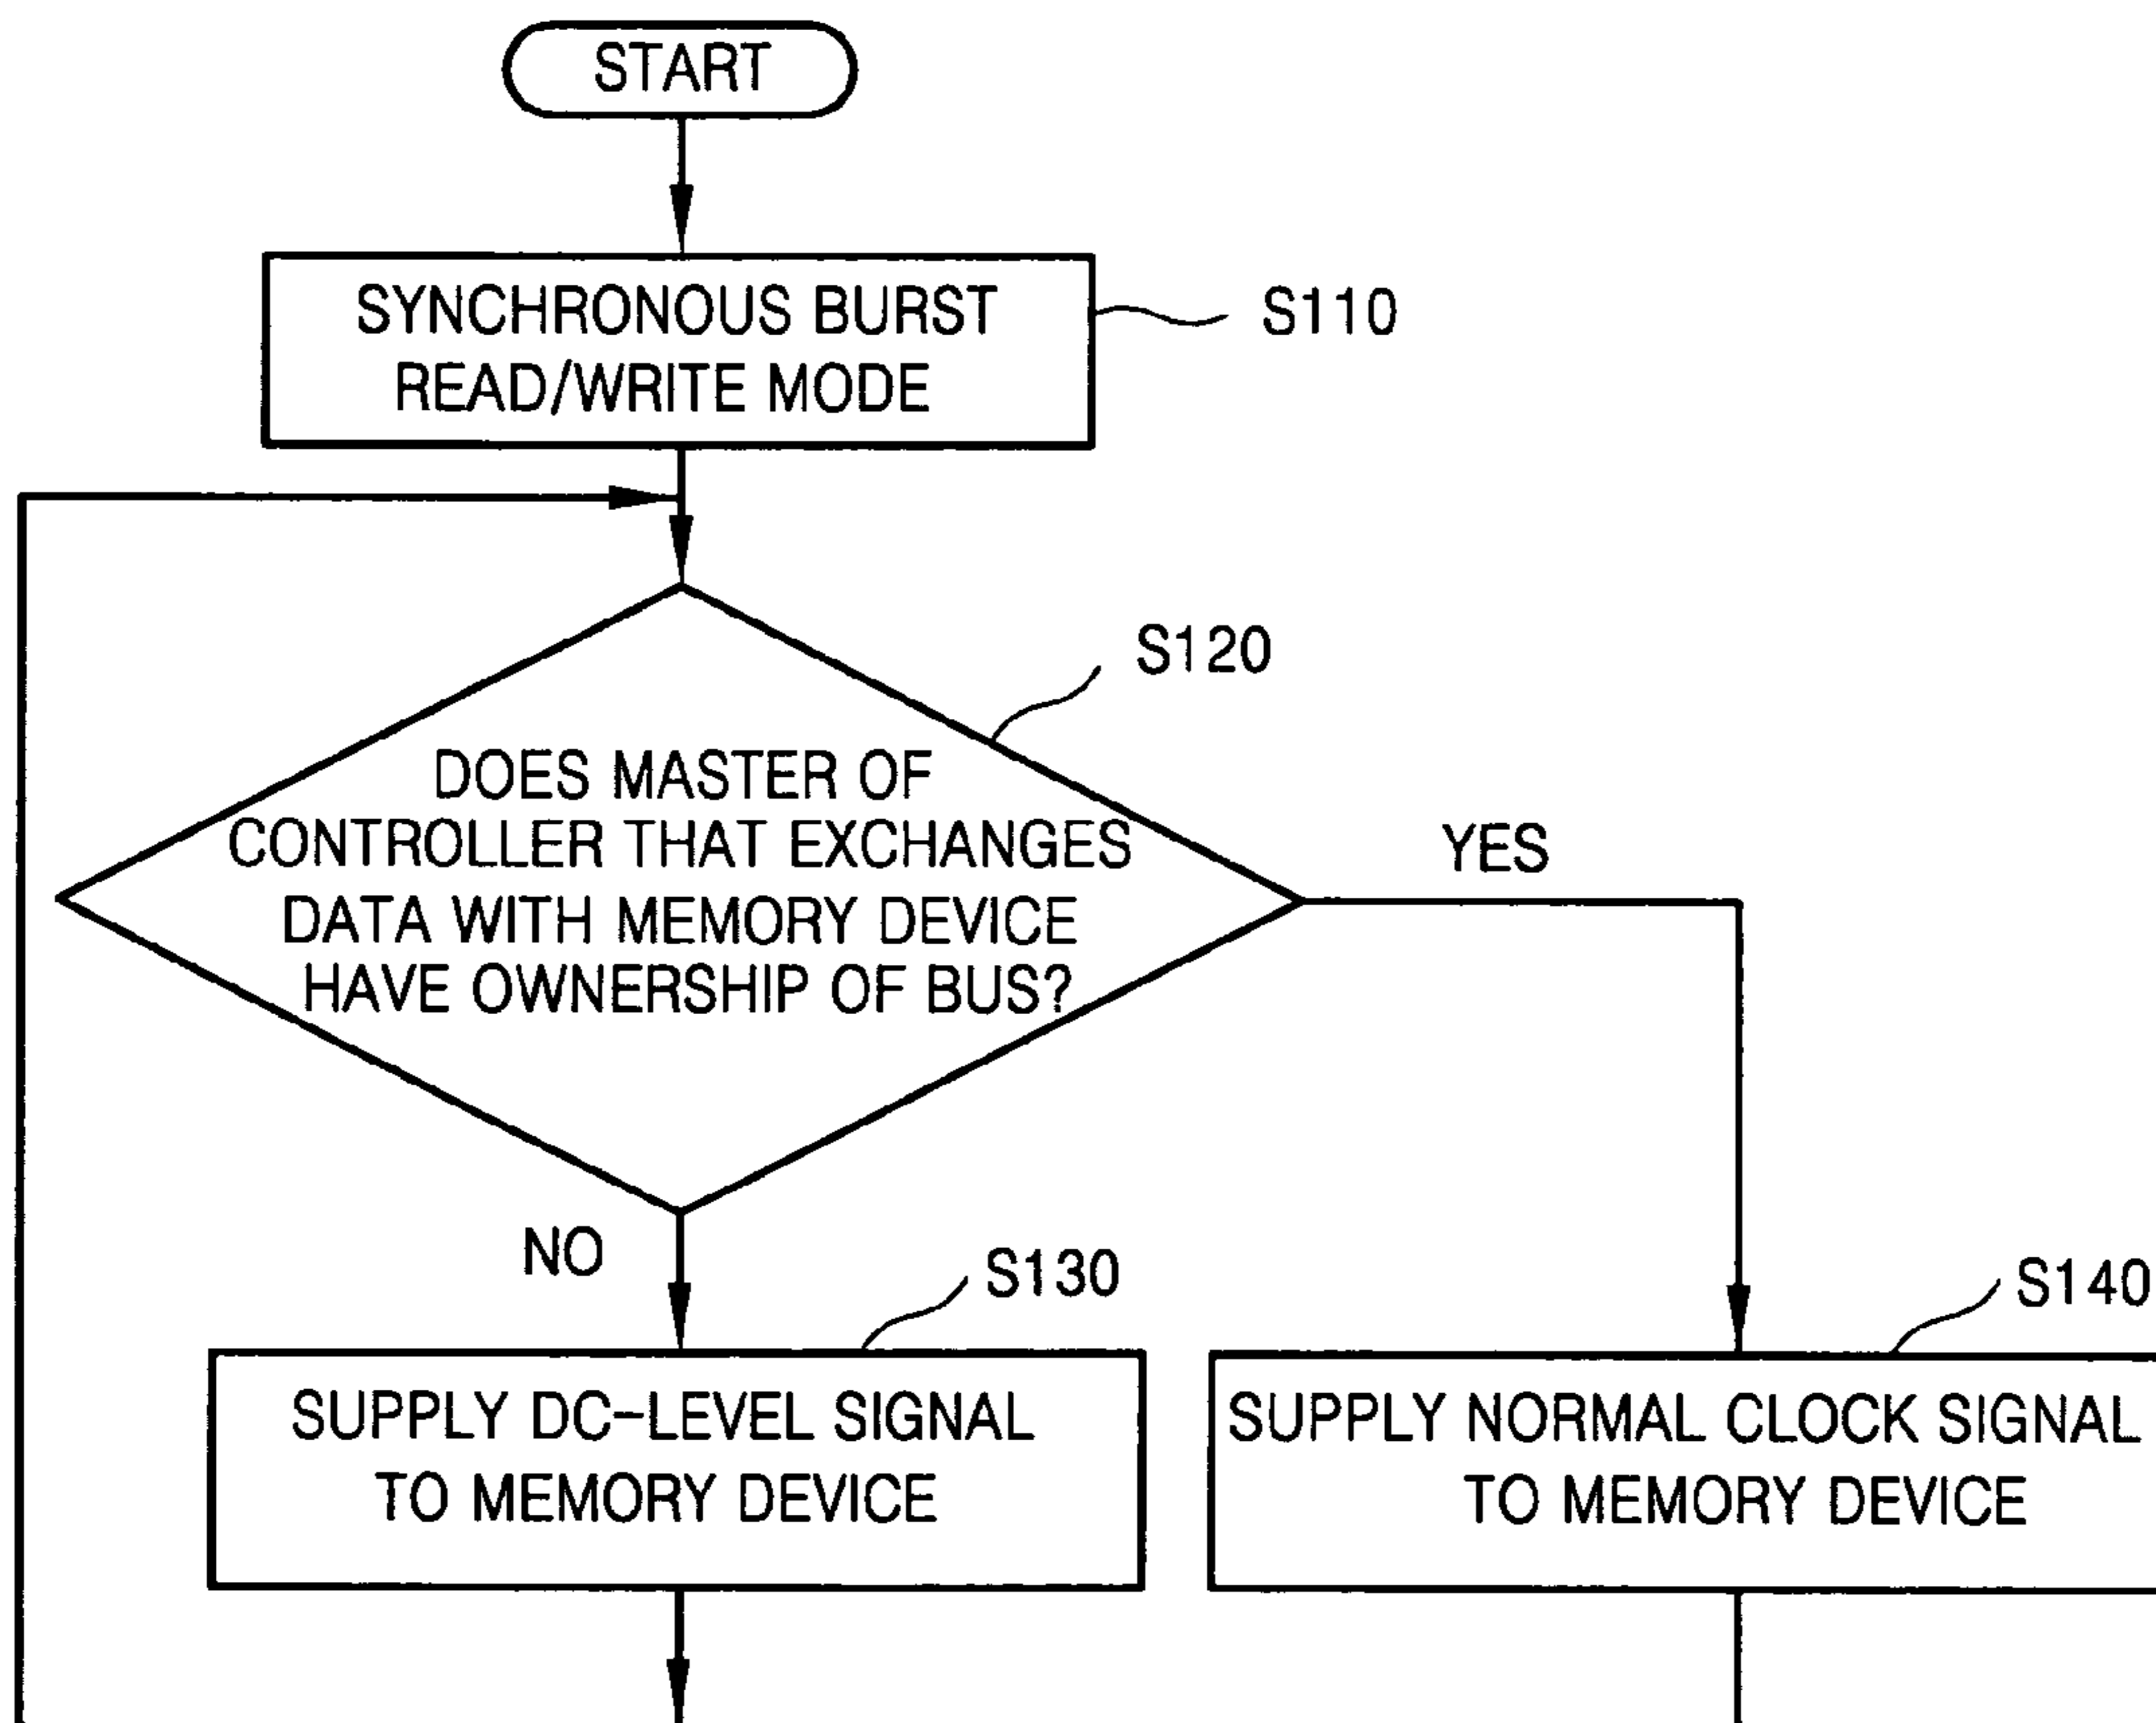 START
SYNCHRONOUS BURST
READ/WRITE MODE
S110
S120
DOES MASTER OF
CONTROLLER THAT EXCHANGES
DATA WITH MEMORY DEVICE
HAVE OWNERSHIP OF BUS?
YES
NO
S130
S140
SUPPLY DC-LEVEL SIGNAL
TO MEMORY DEVICE
SUPPLY NORMAL CLOCK SIGNAL
TO MEMORY DEVICE